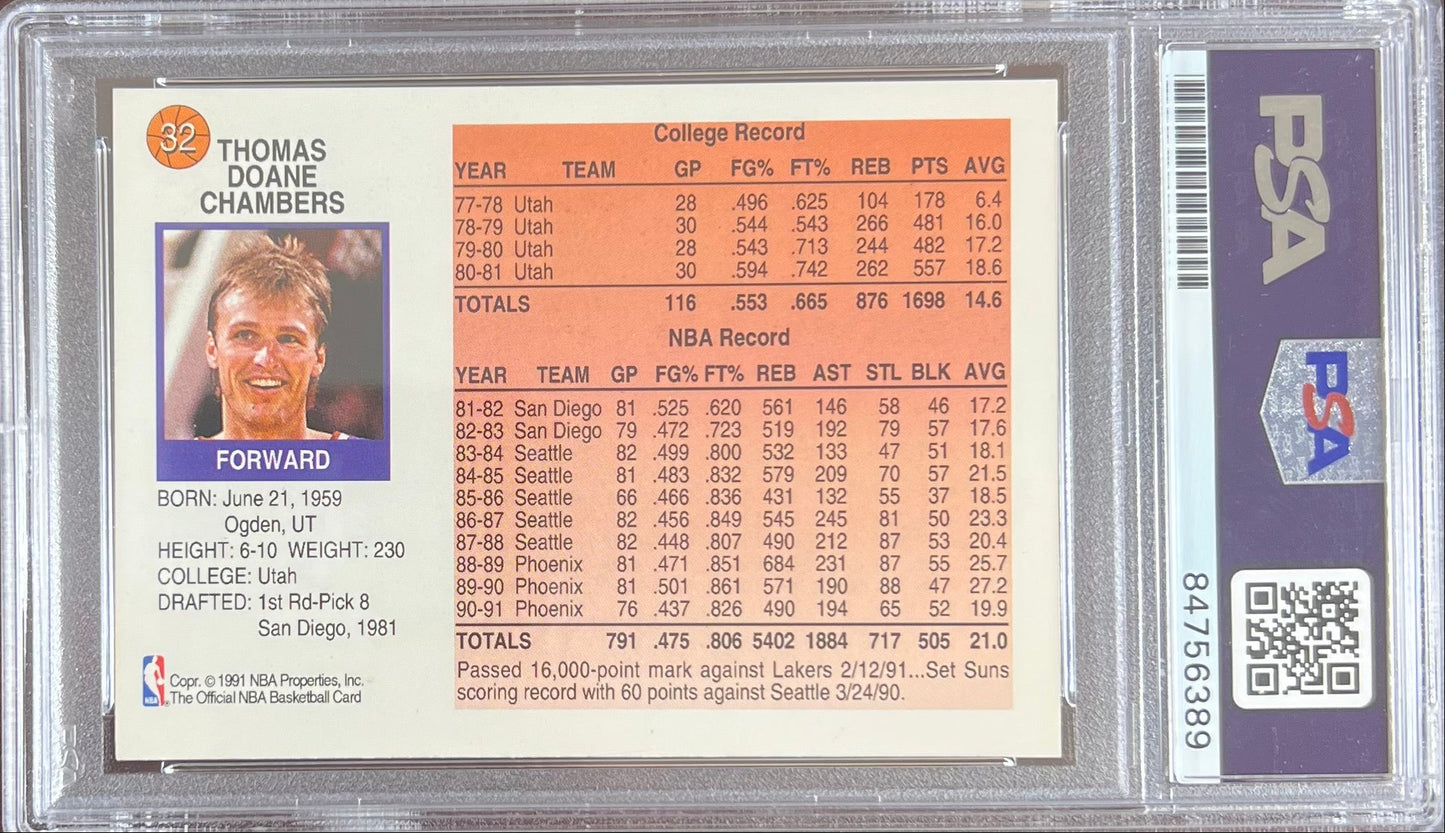 32
THOMAS
DOANE
CHAMBERS
FORWARD
BORN: June 21, 1959
Ogden, UT
HEIGHT: 6-10 WEIGHT: 230
COLLEGE: Utah
DRAFTED: 1st Rd-Pick 8
San Diego, 1981
NBA
Copr. © 1991 NBA Properties, Inc.
The Official NBA Basketball Card
College Record
YEAR TEAM GP FG% FT% REB PTS AVG
77-78 Utah 28 .496 .625 104 178 6.4
78-79 Utah 30 .544 .543 266 481 16.0
79-80 Utah 28 .543 .713 244 482 17.2
80-81 Utah 30 .594 .742 262 557 18.6
TOTALS 116 .553 .665 876 1698 14.6
NBA Record
YEAR TEAM GP FG% FT% REB AST STL BLK AVG
81-82 San Diego 81 .525 .620 561 146 58 46 17.2
82-83 San Diego 79 .472 .723 519 192 79 57 17.6
83-84 Seattle 82 .499 .800 532 133 47 51 18.1
84-85 Seattle 81 .483 .832 579 209 70 57 21.5
85-86 Seattle 66 .466 .836 431 132 55 37 18.5
86-87 Seattle 82 .456 .849 545 245 81 50 23.3
87-88 Seattle 82 .448 .807 490 212 87 53 20.4
88-89 Phoenix 81 .471 .851 684 231 87 55 25.7
89-90 Phoenix 81 .501 .861 571 190 88 47 27.2
90-91 Phoenix 76 .437 .826 490 194 65 52 19.9
TOTALS 791 .475 .806 5402 1884 717 505 21.0
Passed 16,000-point mark against Lakers 2/12/91...Set Suns
scoring record with 60 points against Seattle 3/24/90.
PSA
PSA
84756389